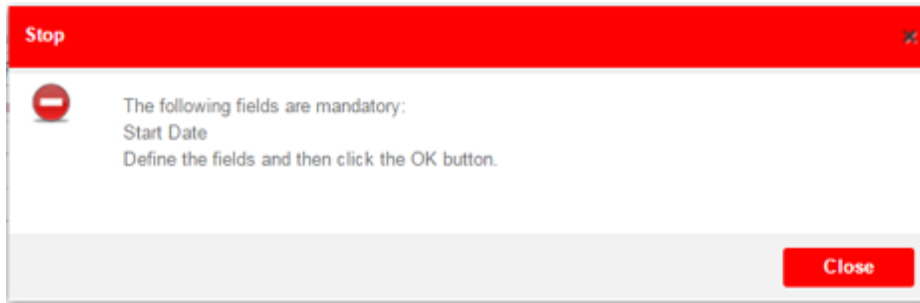 Stop
The following fields are mandatory:
Start Date
Define the fields and then click the OK button.
Close